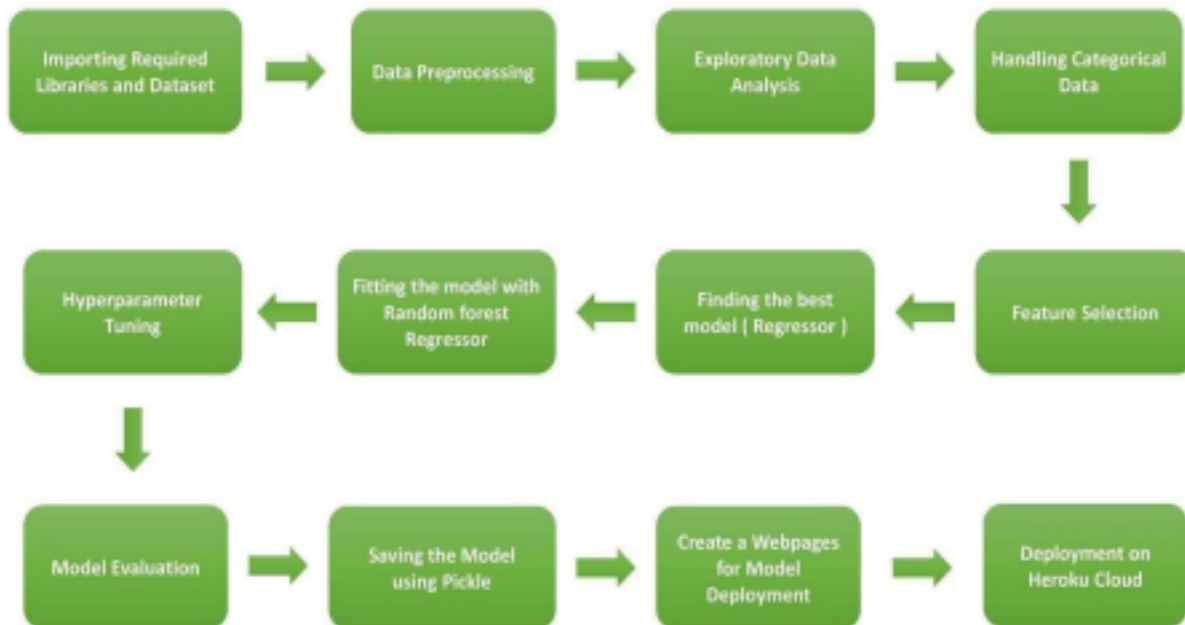 Importing Required
Libraries and Dataset
Data Preprocessing
Exploratory Data
Analysis
Handling Categorical
Data
Feature Selection
Finding the best
model ( Regressor )
Fitting the model with
Random forest
Regressor
Hyperparameter
Tuning
Model Evaluation
Saving the Model
using Pickle
Create a Webpages
for Model
Deployment
Deployment on
Heroku Cloud